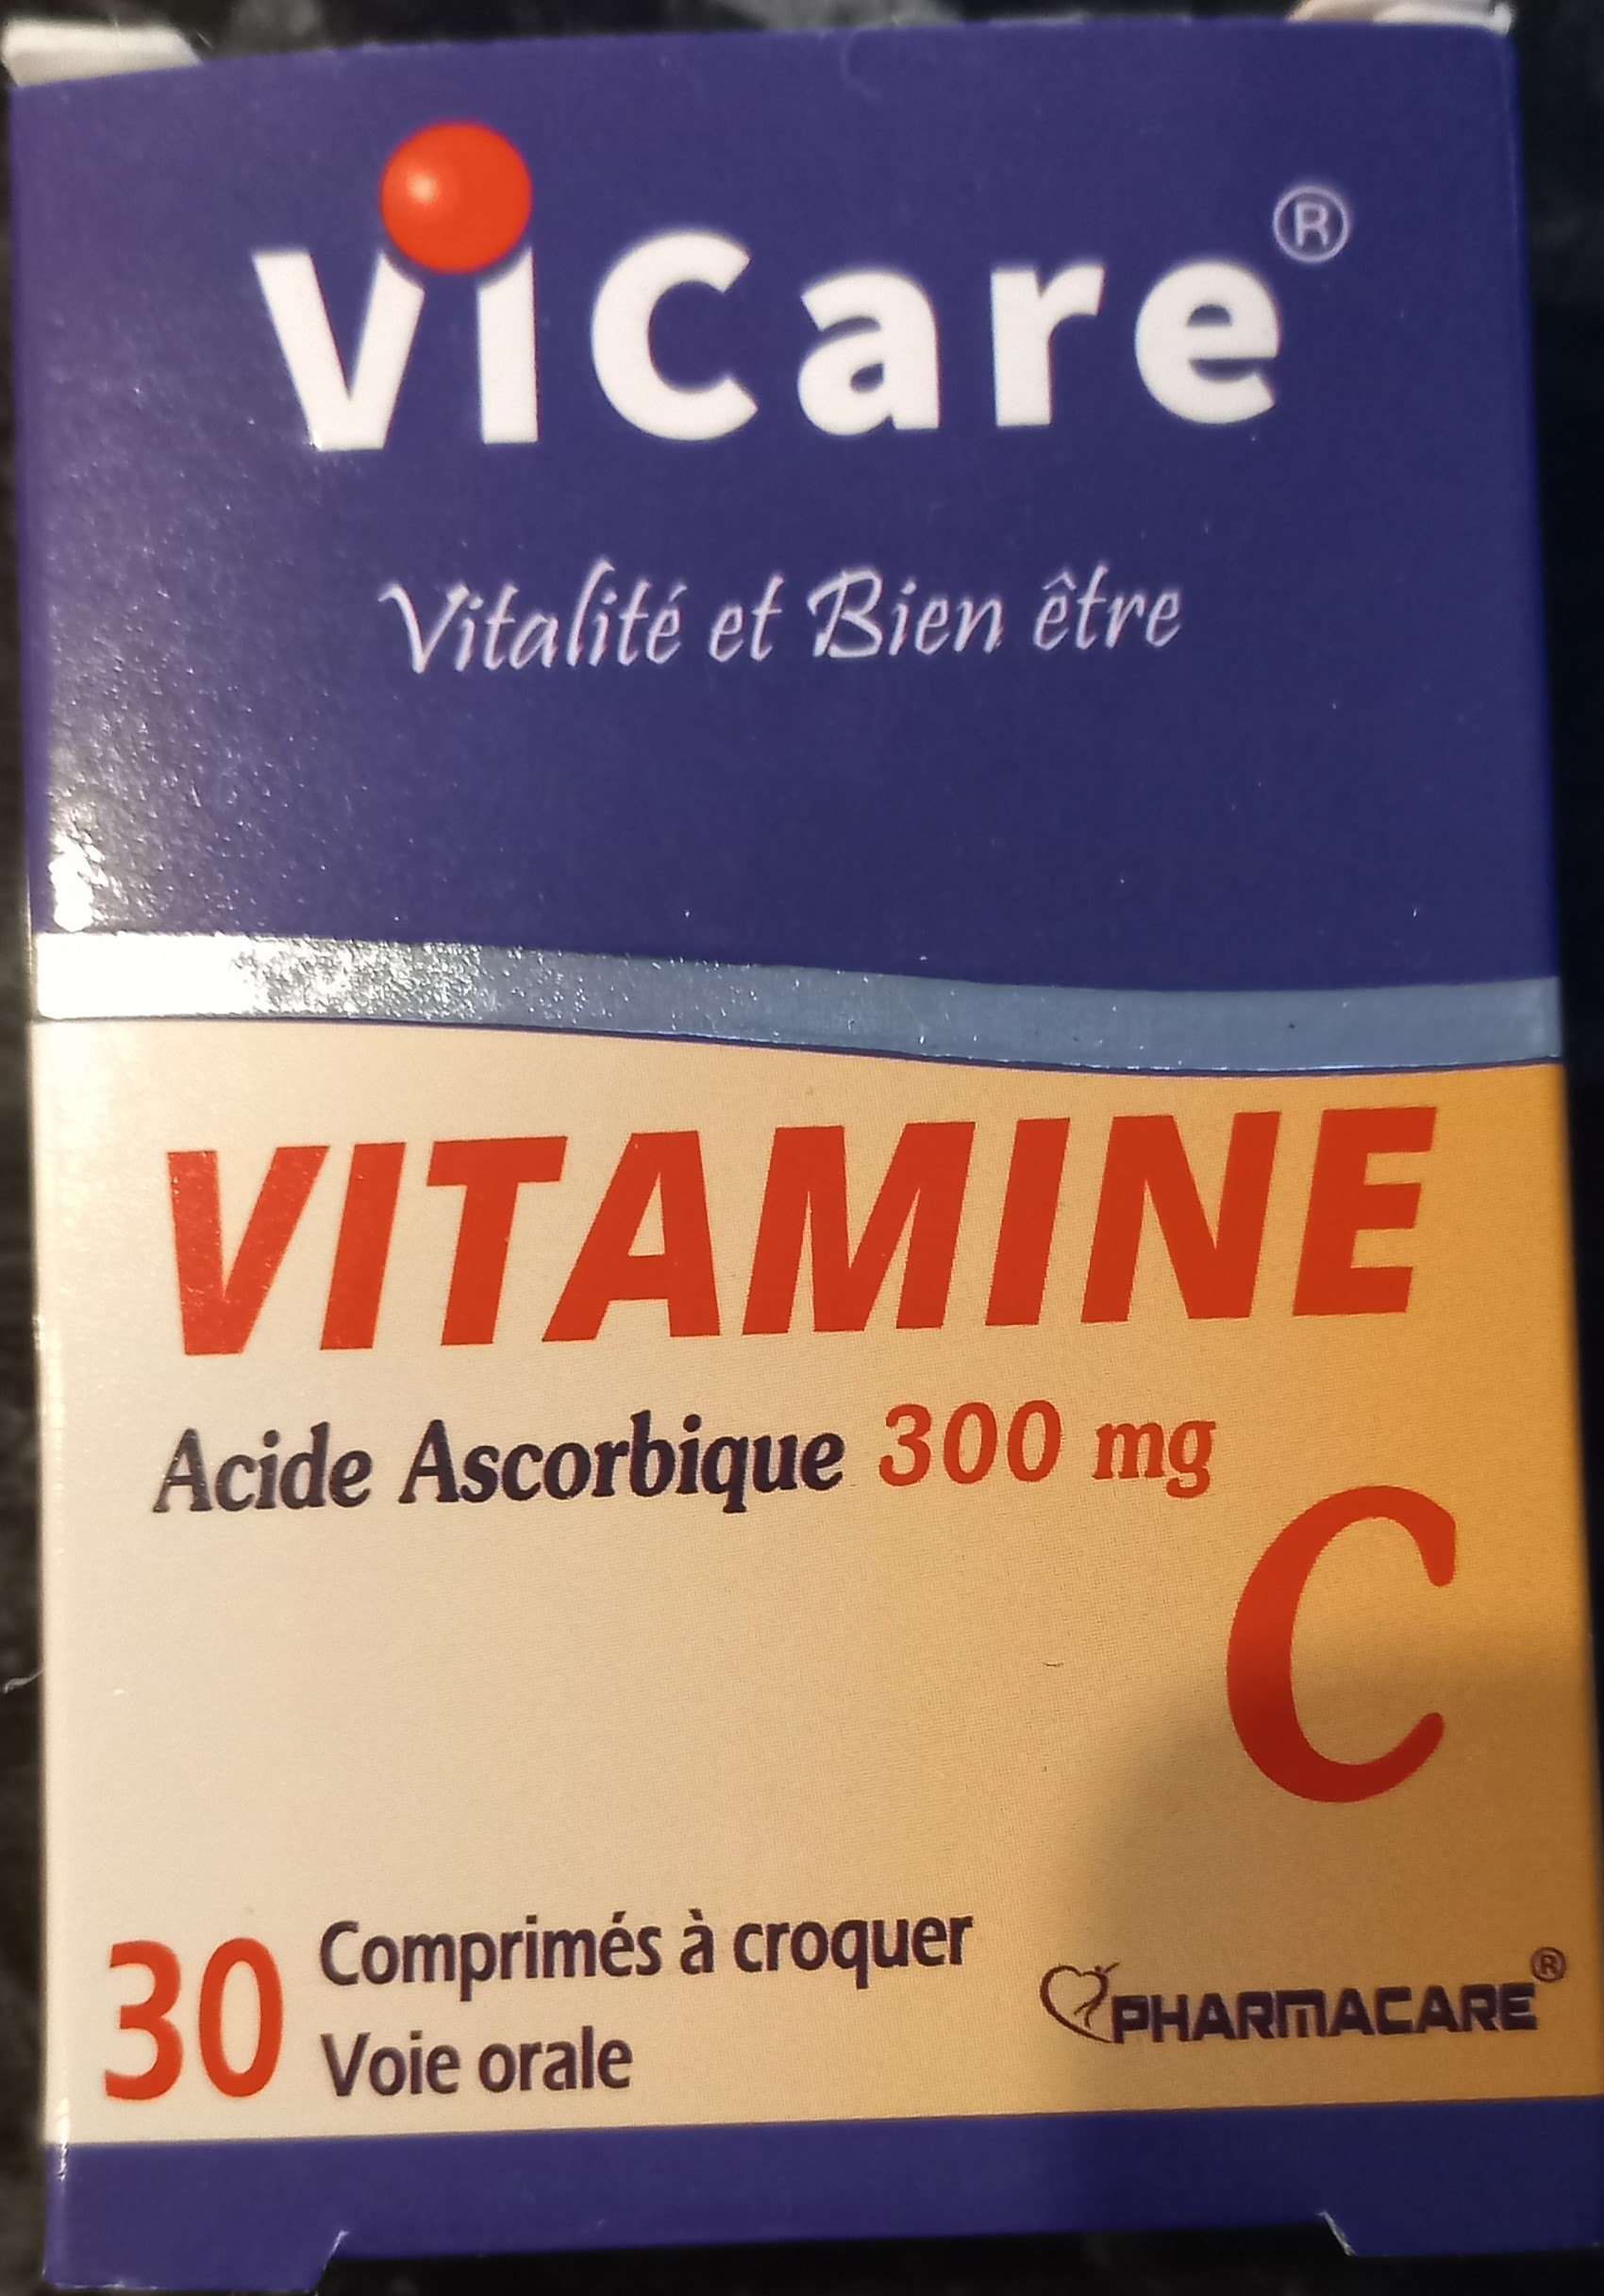 viCare®
Vitalité et Bien être
VITAMINE
Acide Ascorbique 300 mg
C
30 Comprimés à croquer
Voie orale
PHARMACARE®